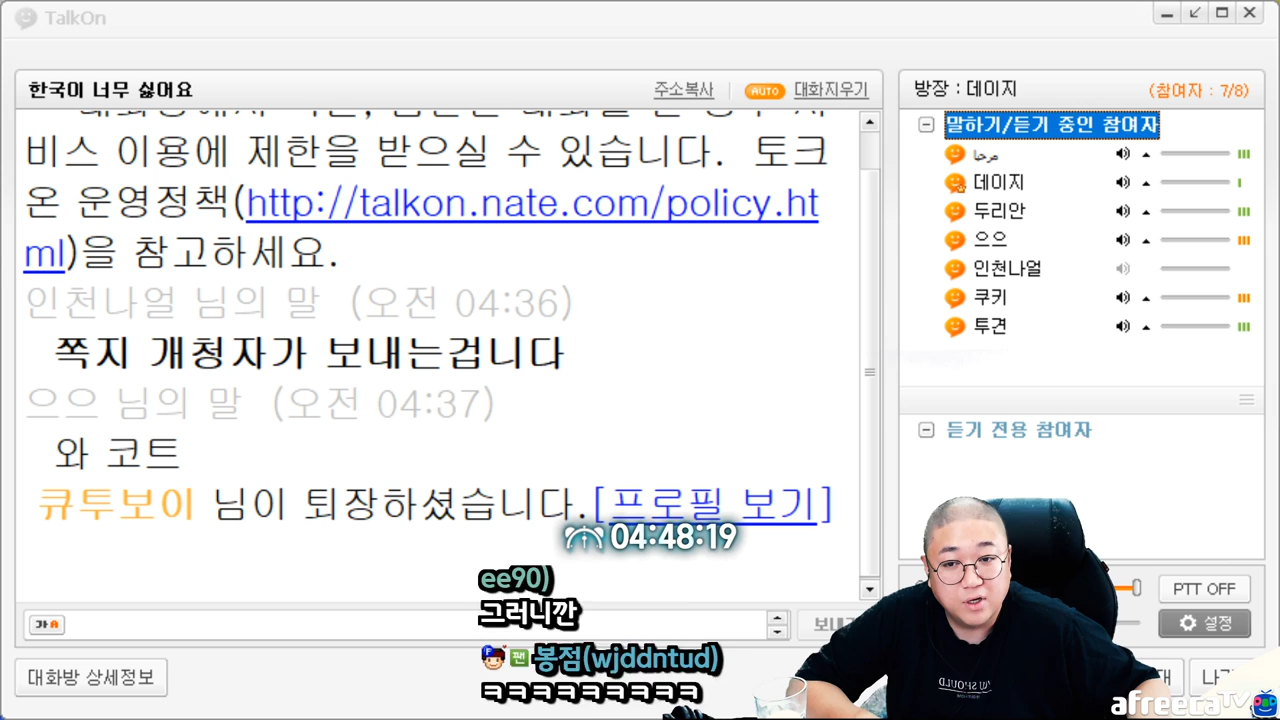 TalkOn
한국이 너무 싫어요
주소복사
AUTO
대화지우기
비스 이용에 제한을 받으실 수 있습니다. 토크
온 운영정책(http://talkon.nate.com/policy.ht
ml)을 참고하세요.
인천나얼 님의 말 (오전 04:36)
쪽지 개청자가 보내는겁니다
으으 님의 말 (오전 04:37)
와 코트
큐투보이 님이 퇴장하셨습니다.[프로필 보기]
04:48:19
ee90)
그러니깐
팬 봉점(wjddntud)
ㅋㅋㅋㅋㅋㅋㅋㅋㅋ
가A
대화방 상세정보
방장 : 데이지
(참여자 : 7/8)
말하기/듣기 중인 참여자
مرحا
데이지
두리안
으으
인천나얼
쿠키
투견
듣기 전용 참여자
PTT OFF
설정
afreecaTV